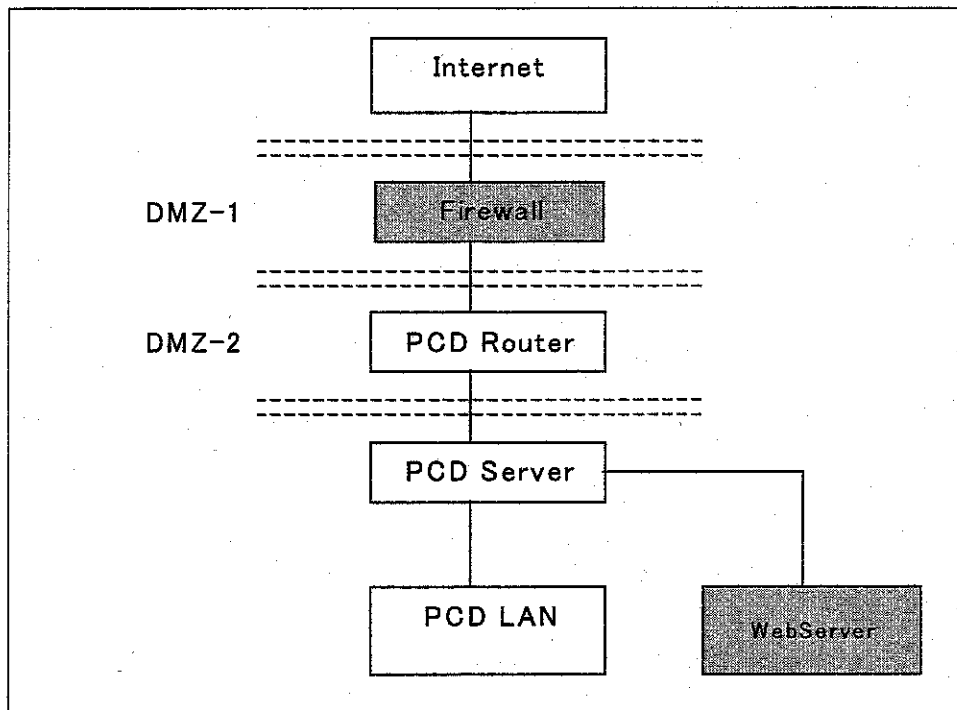 Internet
DMZ-1
Firewall
DMZ-2
PCD Router
PCD Server
PCD LAN
WebServer